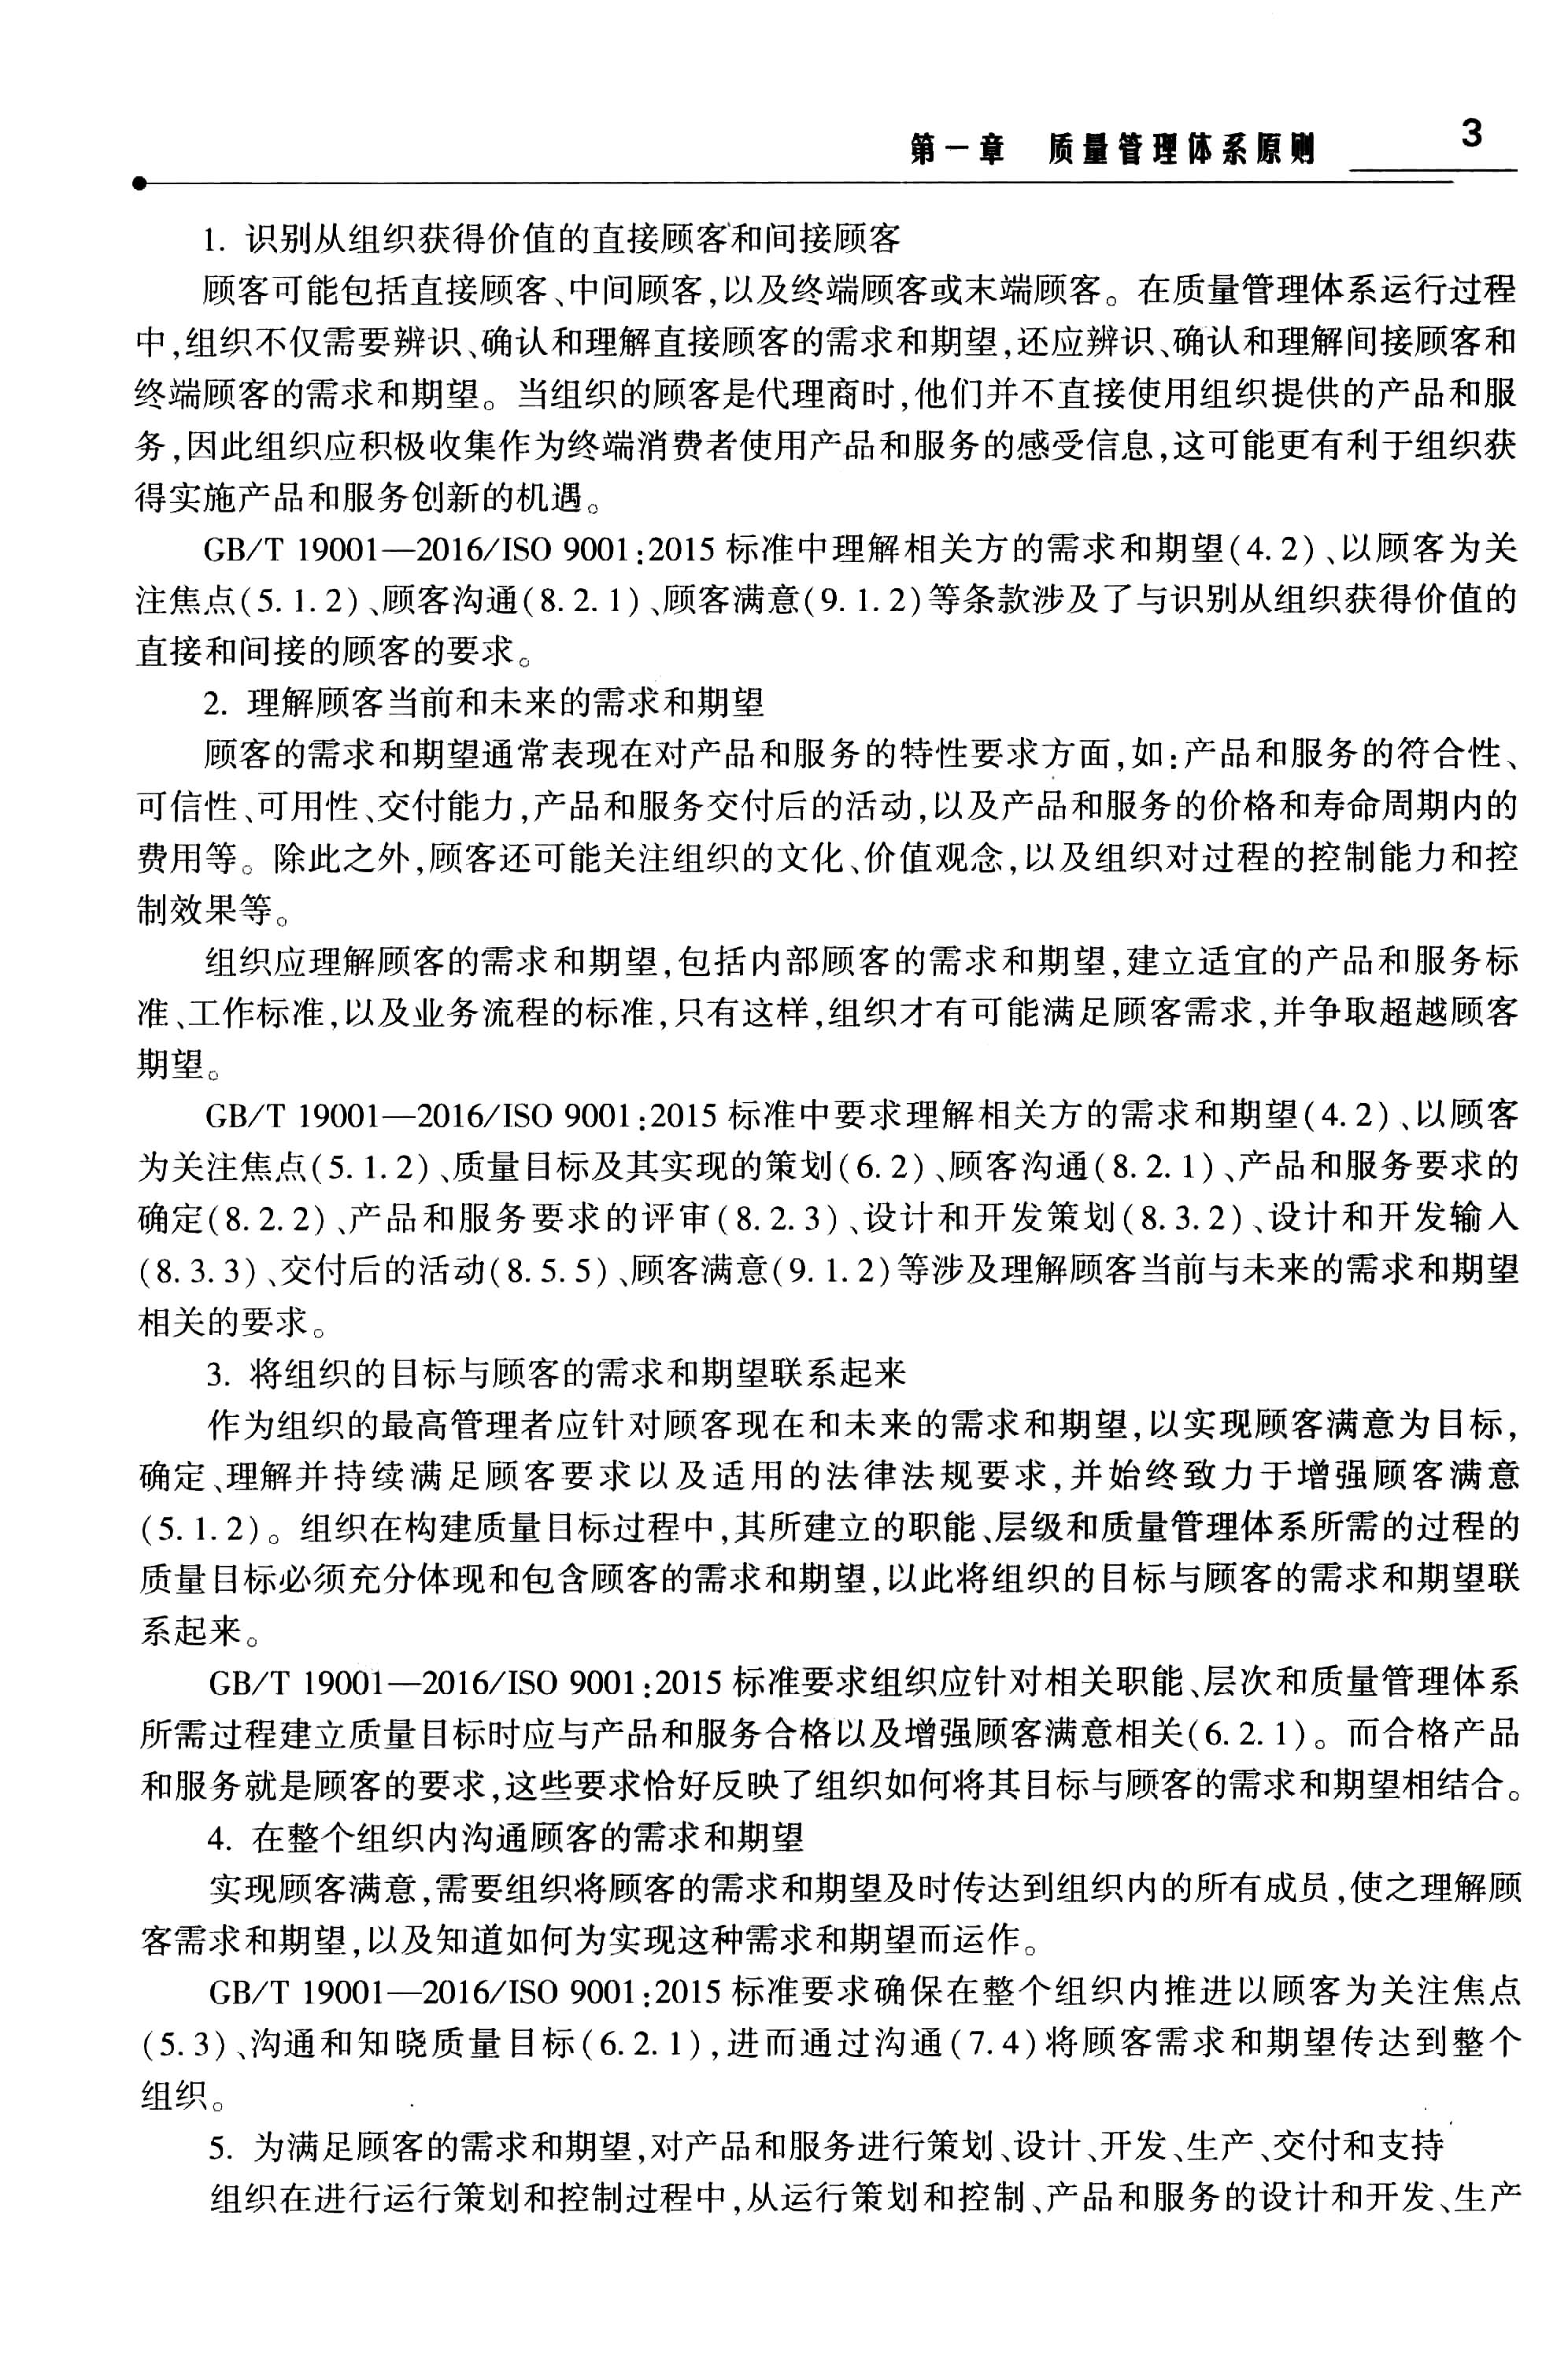 第一章　质量管理体系原则　3
1. 识别从组织获得价值的直接顾客和间接顾客
顾客可能包括直接顾客、中间顾客,以及终端顾客或末端顾客。在质量管理体系运行过程
中,组织不仅需要辨识、确认和理解直接顾客的需求和期望,还应辨识、确认和理解间接顾客和
终端顾客的需求和期望。当组织的顾客是代理商时,他们并不直接使用组织提供的产品和服
务,因此组织应积极收集作为终端消费者使用产品和服务的感受信息,这可能更有利于组织获
得实施产品和服务创新的机遇。
GB/T 19001—2016/ISO 9001:2015 标准中理解相关方的需求和期望(4. 2)、以顾客为关
注焦点(5. 1. 2)、顾客沟通(8. 2. 1)、顾客满意(9. 1. 2)等条款涉及了与识别从组织获得价值的
直接和间接的顾客的要求。
2. 理解顾客当前和未来的需求和期望
顾客的需求和期望通常表现在对产品和服务的特性要求方面,如:产品和服务的符合性、
可信性、可用性、交付能力,产品和服务交付后的活动,以及产品和服务的价格和寿命周期内的
费用等。除此之外,顾客还可能关注组织的文化、价值观念,以及组织对过程的控制能力和控
制效果等。
组织应理解顾客的需求和期望,包括内部顾客的需求和期望,建立适宜的产品和服务标
准、工作标准,以及业务流程的标准,只有这样,组织才有可能满足顾客需求,并争取超越顾客
期望。
GB/T 19001—2016/ISO 9001:2015 标准中要求理解相关方的需求和期望(4. 2)、以顾客
为关注焦点(5. 1. 2)、质量目标及其实现的策划(6. 2)、顾客沟通(8. 2. 1)、产品和服务要求的
确定(8. 2. 2)、产品和服务要求的评审(8. 2. 3)、设计和开发策划(8. 3. 2)、设计和开发输入
(8. 3. 3)、交付后的活动(8. 5. 5)、顾客满意(9. 1. 2)等涉及理解顾客当前与未来的需求和期望
相关的要求。
3. 将组织的目标与顾客的需求和期望联系起来
作为组织的最高管理者应针对顾客现在和未来的需求和期望,以实现顾客满意为目标,
确定、理解并持续满足顾客要求以及适用的法律法规要求,并始终致力于增强顾客满意
(5. 1. 2)。组织在构建质量目标过程中,其所建立的职能、层级和质量管理体系所需的过程的
质量目标必须充分体现和包含顾客的需求和期望,以此将组织的目标与顾客的需求和期望联
系起来。
GB/T 19001—2016/ISO 9001:2015 标准要求组织应针对相关职能、层次和质量管理体系
所需过程建立质量目标时应与产品和服务合格以及增强顾客满意相关(6. 2. 1)。而合格产品
和服务就是顾客的要求,这些要求恰好反映了组织如何将其目标与顾客的需求和期望相结合。
4. 在整个组织内沟通顾客的需求和期望
实现顾客满意,需要组织将顾客的需求和期望及时传达到组织内的所有成员,使之理解顾
客需求和期望,以及知道如何为实现这种需求和期望而运作。
GB/T 19001—2016/ISO 9001:2015 标准要求确保在整个组织内推进以顾客为关注焦点
(5. 3)、沟通和知晓质量目标(6. 2. 1),进而通过沟通(7. 4)将顾客需求和期望传达到整个
组织。
5. 为满足顾客的需求和期望,对产品和服务进行策划、设计、开发、生产、交付和支持
组织在进行运行策划和控制过程中,从运行策划和控制、产品和服务的设计和开发、生产